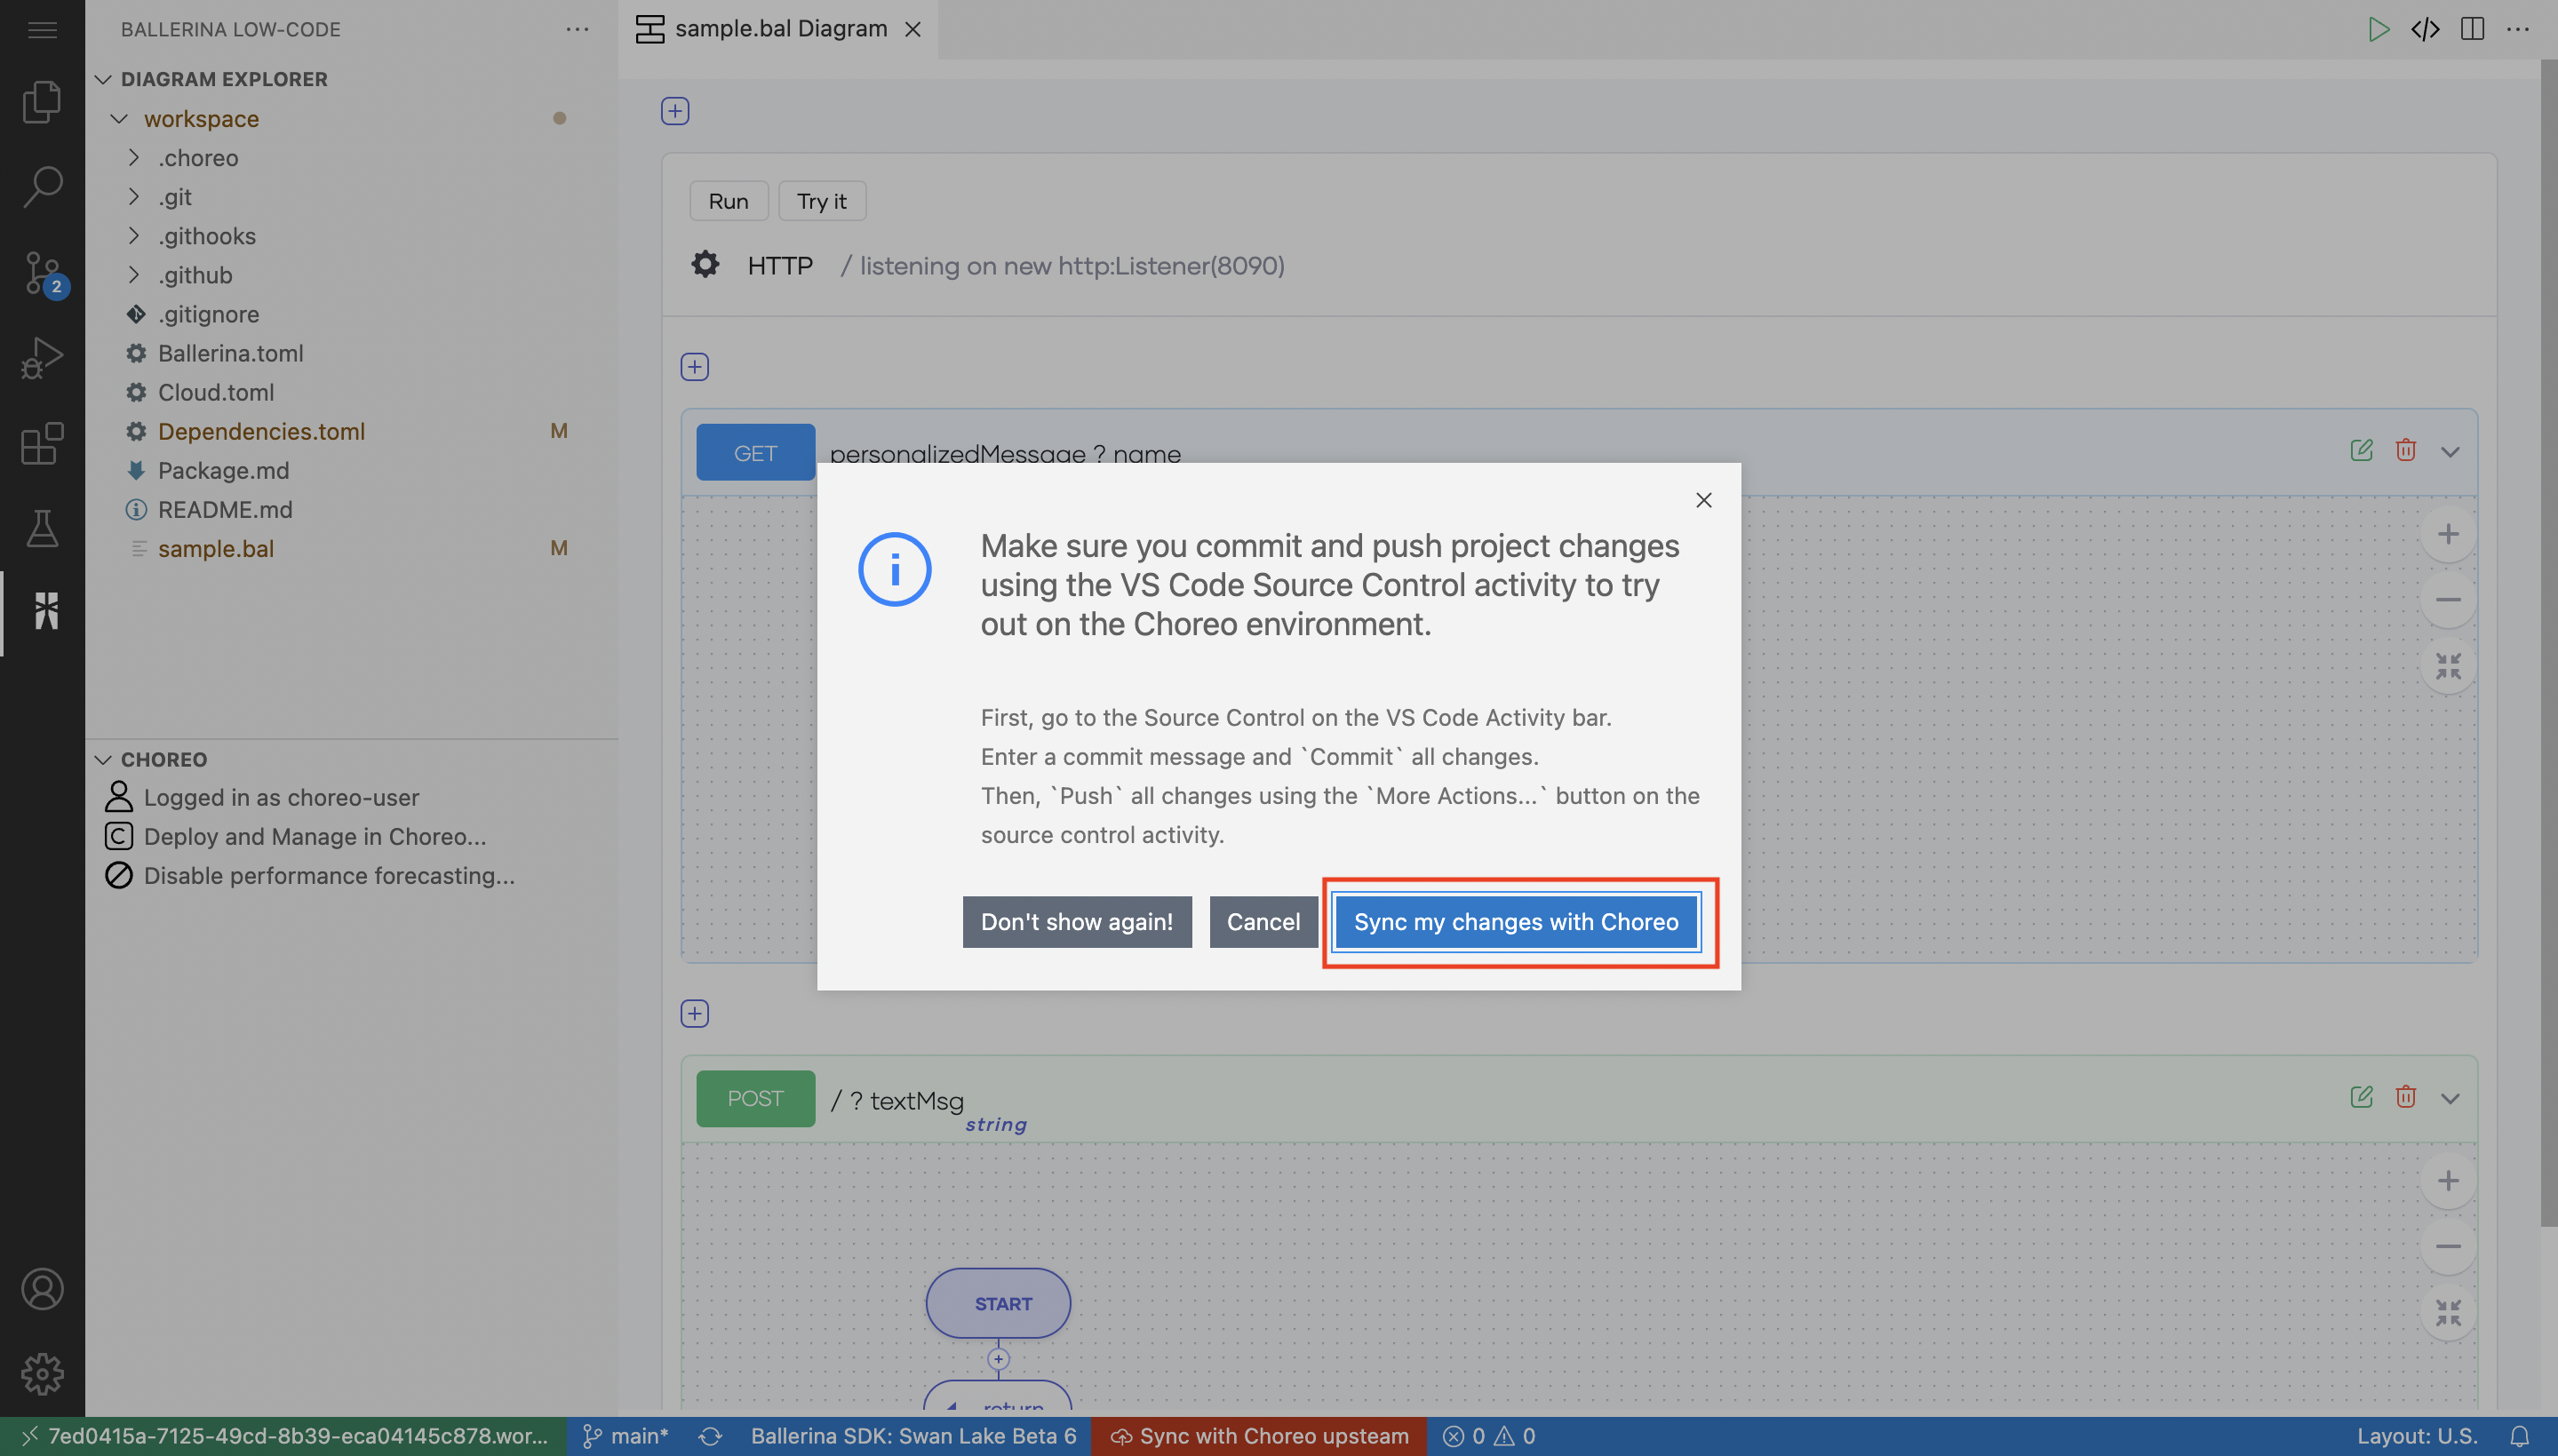 BALLERINA LOW-CODE
sample.bal Diagram
DIAGRAM EXPLORER
workspace
.choreo
.git
.githooks
.github
.gitignore
Ballerina.toml
Cloud.toml
Dependencies.toml M
Package.md
README.md
sample.bal M
2
CHOREO
Logged in as choreo-user
Deploy and Manage in Choreo...
Disable performance forecasting...
Run Try it
HTTP / listening on new http:Listener(8090)
GET personalizedMessage ? name
Make sure you commit and push project changes
using the VS Code Source Control activity to try
out on the Choreo environment.
First, go to the Source Control on the VS Code Activity bar.
Enter a commit message and `Commit` all changes.
Then, `Push` all changes using the `More Actions...` button on the
source control activity.
Don't show again! Cancel Sync my changes with Choreo
POST / ? textMsg
string
START
return
7ed0415a-7125-49cd-8b39-eca04145c878.wor... main* Ballerina SDK: Swan Lake Beta 6 Sync with Choreo upsteam 0 0 Layout: U.S.